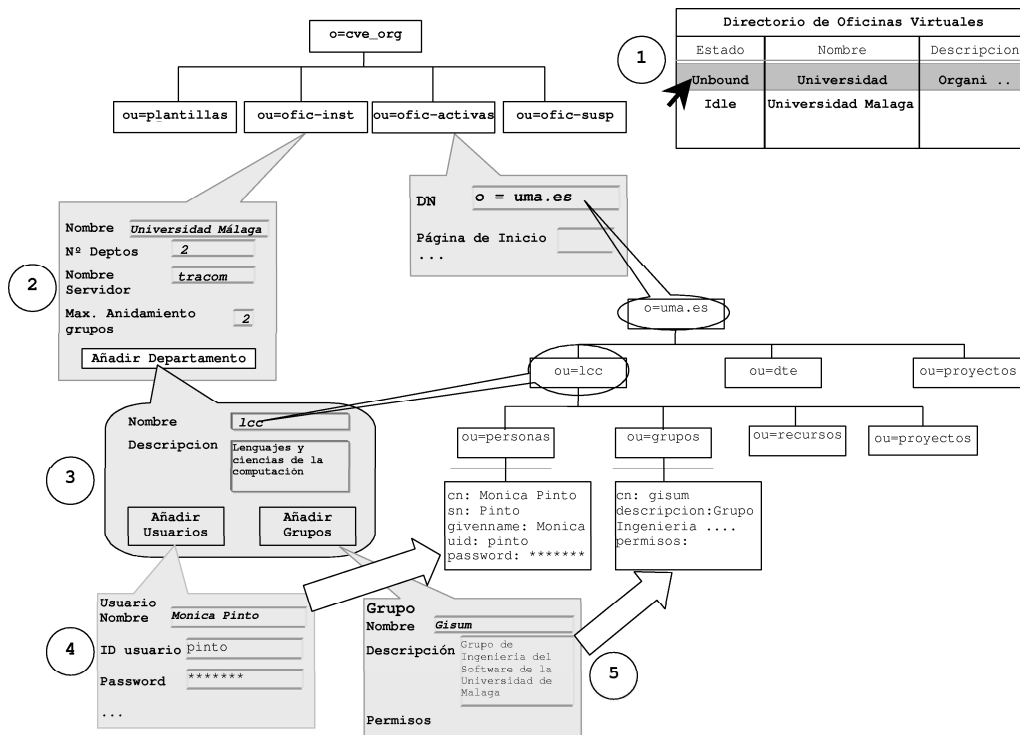 o=cve_org
ou=plantillas
ou=ofic-inst
ou=ofic-activas
ou=ofic-susp
1
Directorio de Oficinas Virtuales
Estado Nombre Descripcion
Unbound Universidad Organi ..
Idle Universidad Malaga
DN o = uma.es
Página de Inicio
...
2
Nombre Universidad Málaga
Nº Deptos 2
Nombre
Servidor tracom
Max. Anidamiento
grupos 2
Añadir Departamento
o=uma.es
ou=lcc
ou=dte
ou=proyectos
ou=personas
ou=grupos
ou=recursos
ou=proyectos
3
Nombre lcc
Descripcion Lenguajes y
ciencias de la
computación
Añadir
Usuarios
Añadir
Grupos
cn: Monica Pinto
sn: Pinto
givenname: Monica
uid: pinto
password: *******
cn: gisum
descripcion:Grupo
Ingenieria ....
permisos:
4
Usuario
Nombre Monica Pinto
ID usuario pinto
Password *******
...
Grupo
Nombre Gisum
Descripción Grupo de
Ingenieria del
Software de la
Universidad de
Malaga
Permisos
5